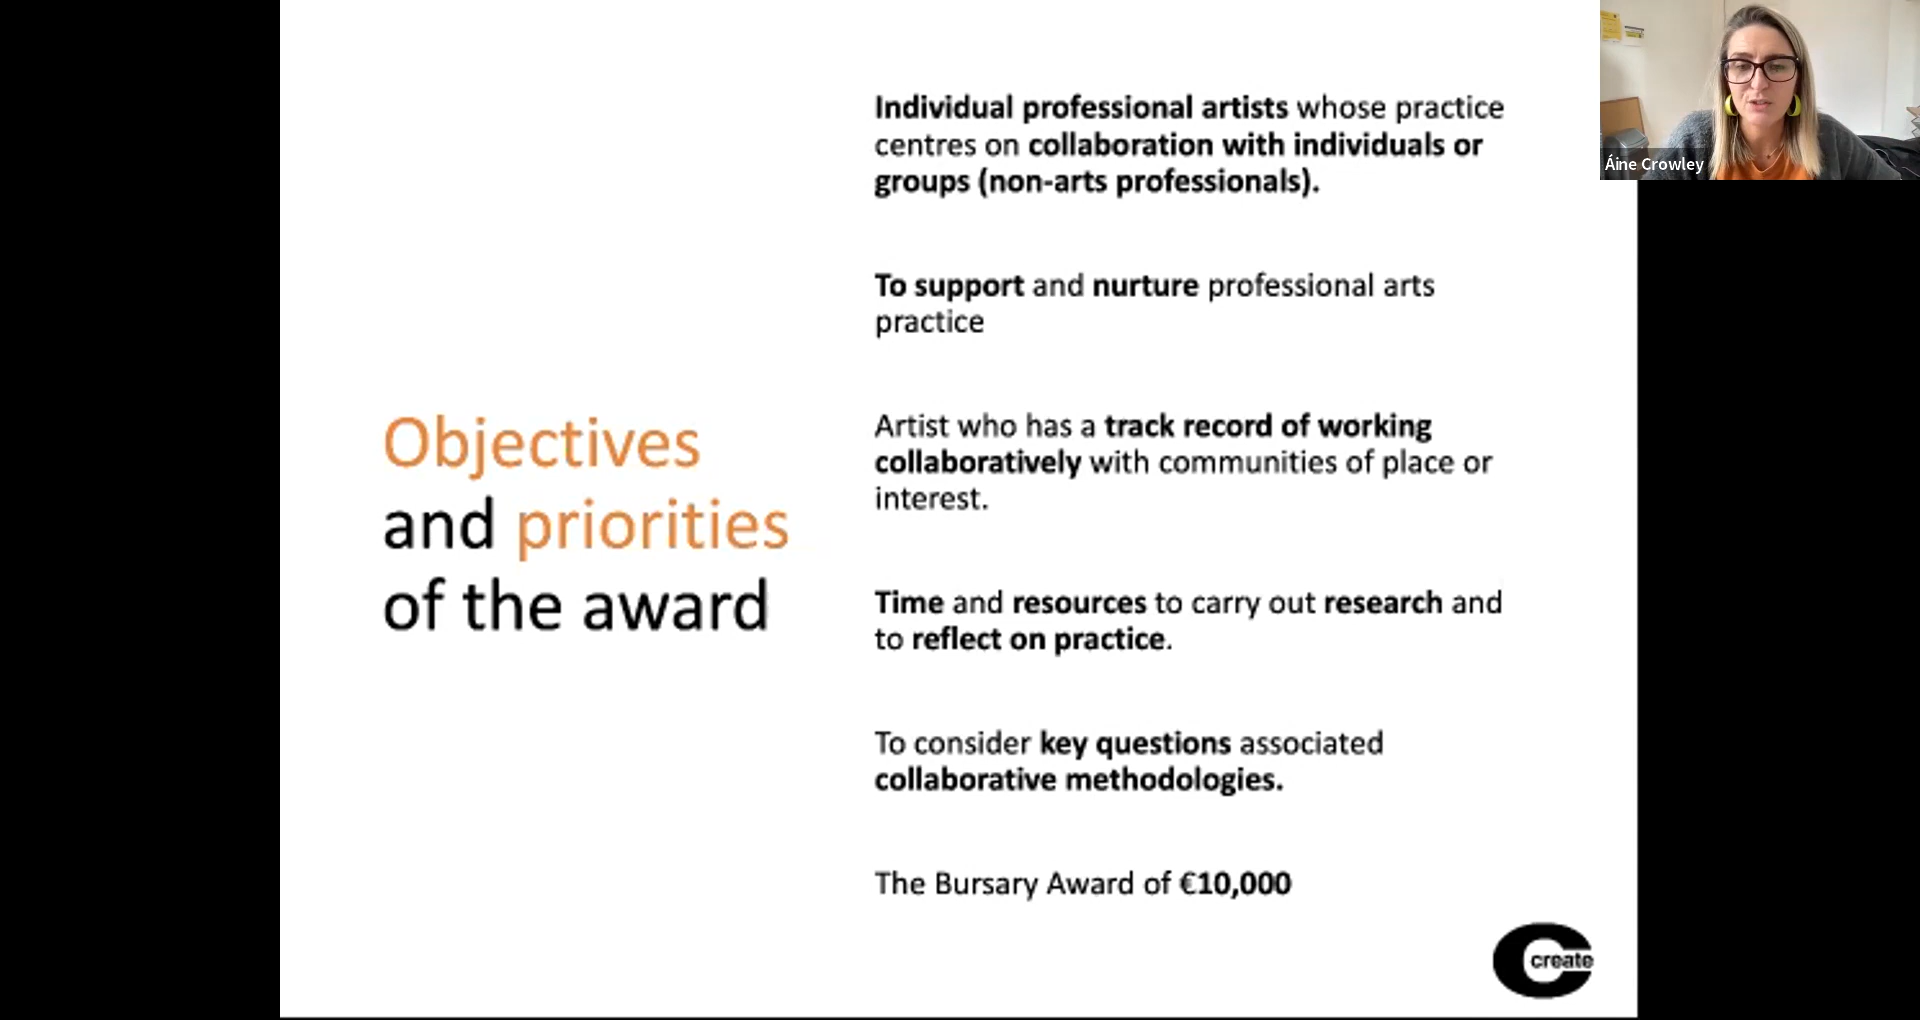 Individual professional artists whose practice
centres on collaboration with individuals or
groups (non-arts professionals).
To support and nurture professional arts
practice
Objectives
and priorities
of the award
Artist who has a track record of working
collaboratively with communities of place or
interest.
Time and resources to carry out research and
to reflect on practice.
To consider key questions associated
collaborative methodologies.
The Bursary Award of €10,000
create
Áine Crowley